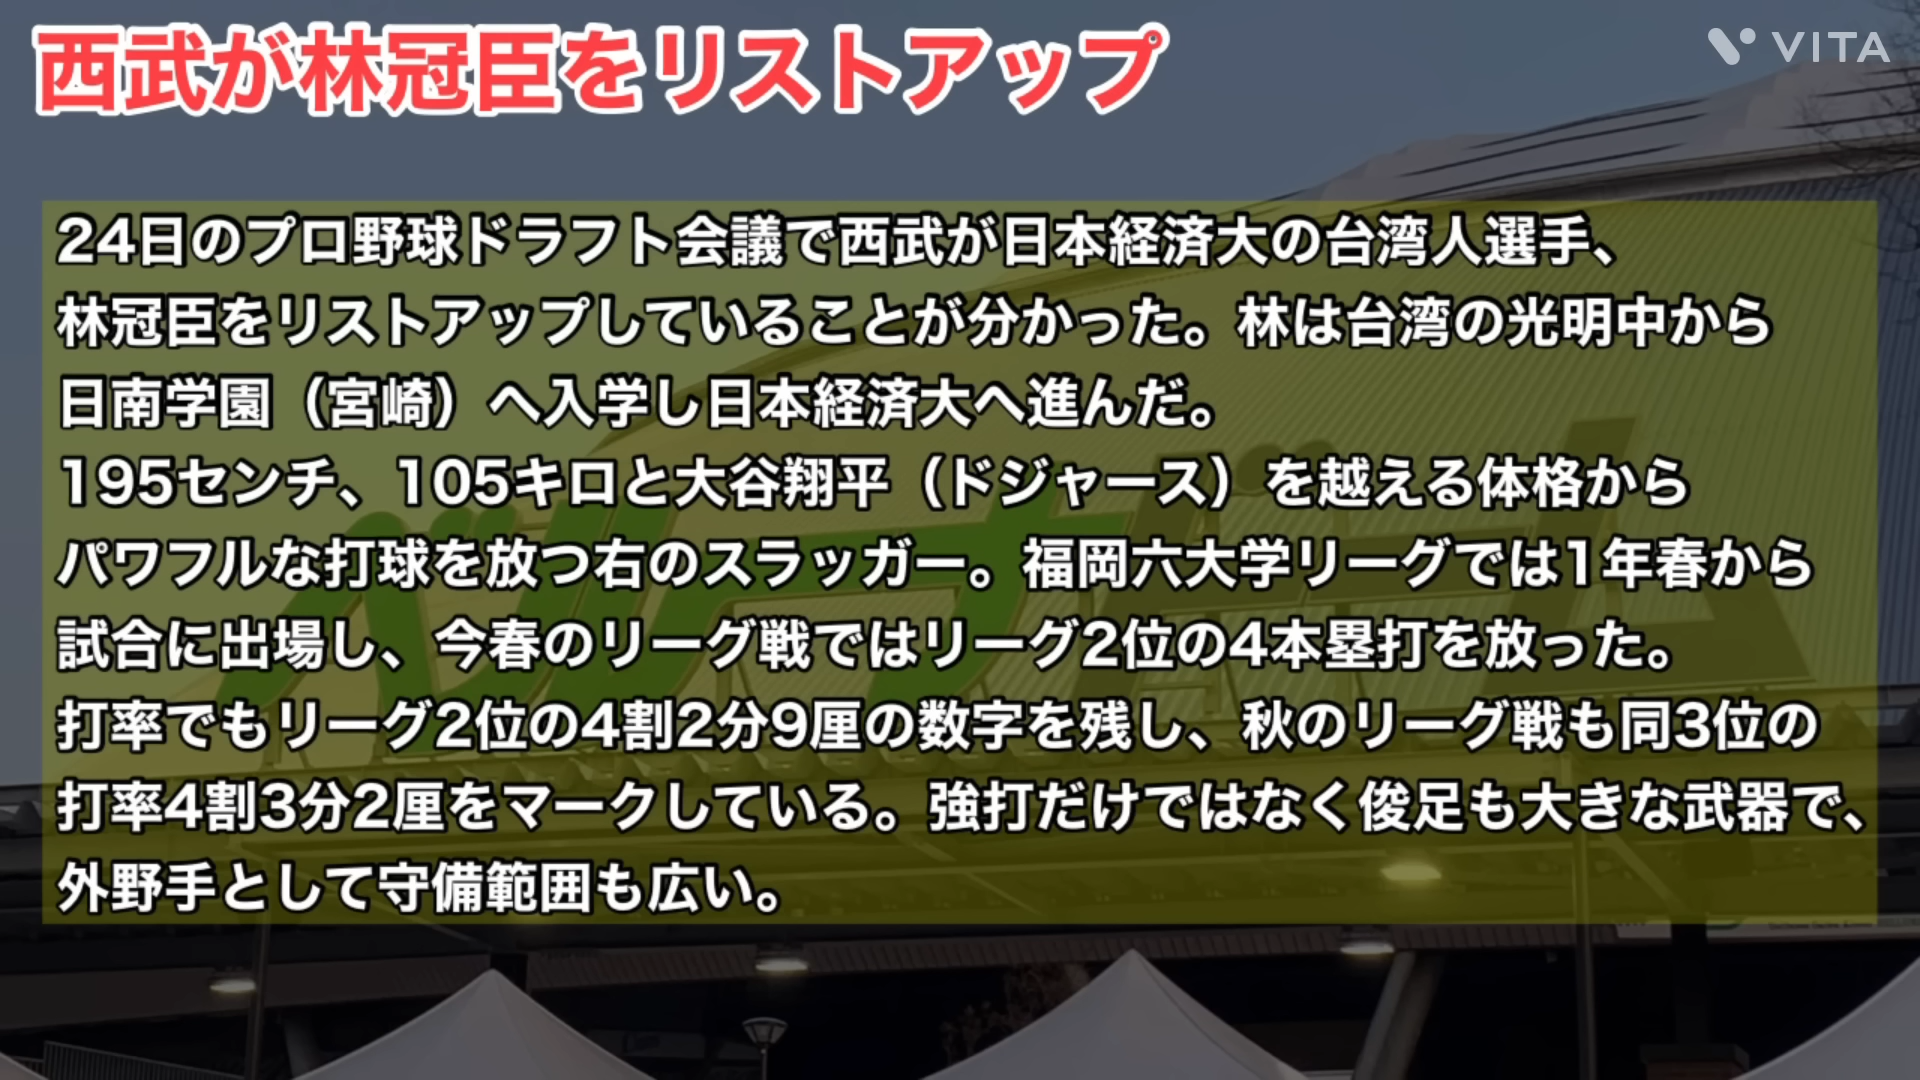 西武が林冠臣をリストアップ
VITA
24日のプロ野球ドラフト会議で西武が日本経済大の台湾人選手、
林冠臣をリストアップしていることが分かった。林は台湾の光明中から
日南学園（宮崎）へ入学し日本経済大へ進んだ。
195センチ、105キロと大谷翔平（ドジャース）を越える体格から
パワフルな打球を放つ右のスラッガー。福岡六大学リーグでは1年春から
試合に出場し、今春のリーグ戦ではリーグ2位の4本塁打を放った。
打率でもリーグ2位の4割2分9厘の数字を残し、秋のリーグ戦も同3位の
打率4割3分2厘をマークしている。強打だけではなく俊足も大きな武器で、
外野手として守備範囲も広い。
ベルーナドーム